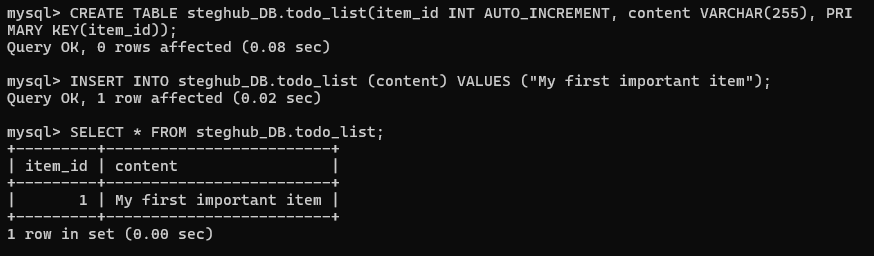 mysql> CREATE TABLE steghub_DB.todo_list(item_id INT AUTO_INCREMENT, content VARCHAR(255), PRI
MARY KEY(item_id));
Query OK, 0 rows affected (0.08 sec)

mysql> INSERT INTO steghub_DB.todo_list (content) VALUES ("My first important item");
Query OK, 1 row affected (0.02 sec)

mysql> SELECT * FROM steghub_DB.todo_list;
+---------+-------------------------+
| item_id | content                 |
+---------+-------------------------+
|       1 | My first important item |
+---------+-------------------------+
1 row in set (0.00 sec)